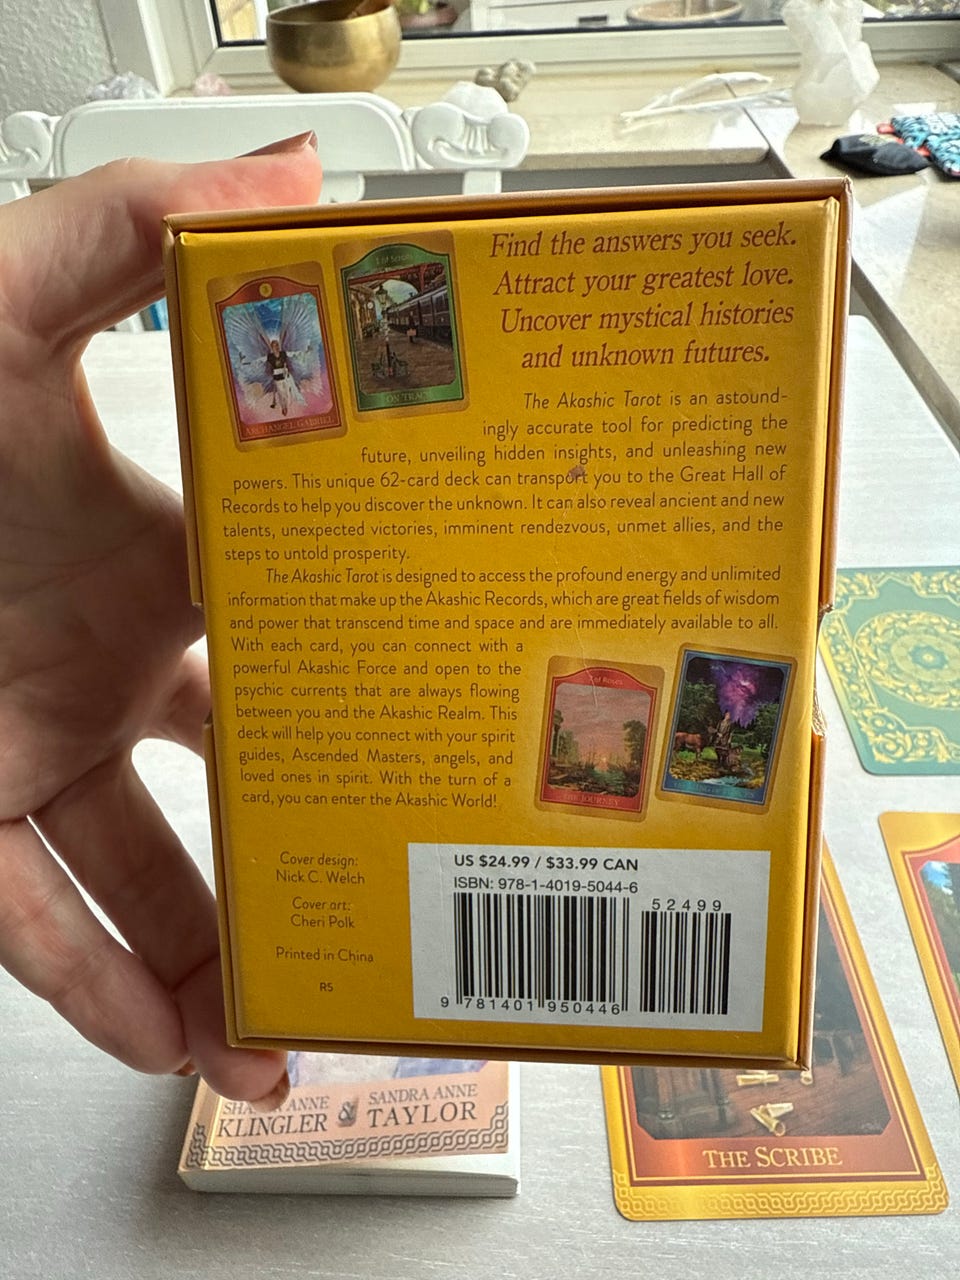 Find the answers you seek.
Attract your greatest love.
Uncover mystical histories
and unknown futures.
ARCHANGEL GABRIEL
of Scrolls
ON TRACK
The Akashic Tarot is an astound-
ingly accurate tool for predicting the
future, unveiling hidden insights, and unleashing new
powers. This unique 62-card deck can transport you to the Great Hall of
Records to help you discover the unknown. It can also reveal ancient and new
talents, unexpected victories, imminent rendezvous, unmet allies, and the
steps to untold prosperity.
The Akashic Tarot is designed to access the profound energy and unlimited
information that make up the Akashic Records, which are great fields of wisdom
and power that transcend time and space and are immediately available to all.
With each card, you can connect with a
powerful Akashic Force and open to the
psychic currents that are always flowing
between you and the Akashic Realm. This
deck will help you connect with your spirit
guides, Ascended Masters, angels, and
loved ones in spirit. With the turn of a
card, you can enter the Akashic World!
of Roses
THE JOURNEY
Cover design:
Nick C. Welch
Cover art:
Cheri Polk
Printed in China
R5
US $24.99 / $33.99 CAN
ISBN: 978-1-4019-5044-6
52499
9 781401 950446
ANNE
KLINGLER
&
SANDRA ANNE
TAYLOR
THE SCRIBE